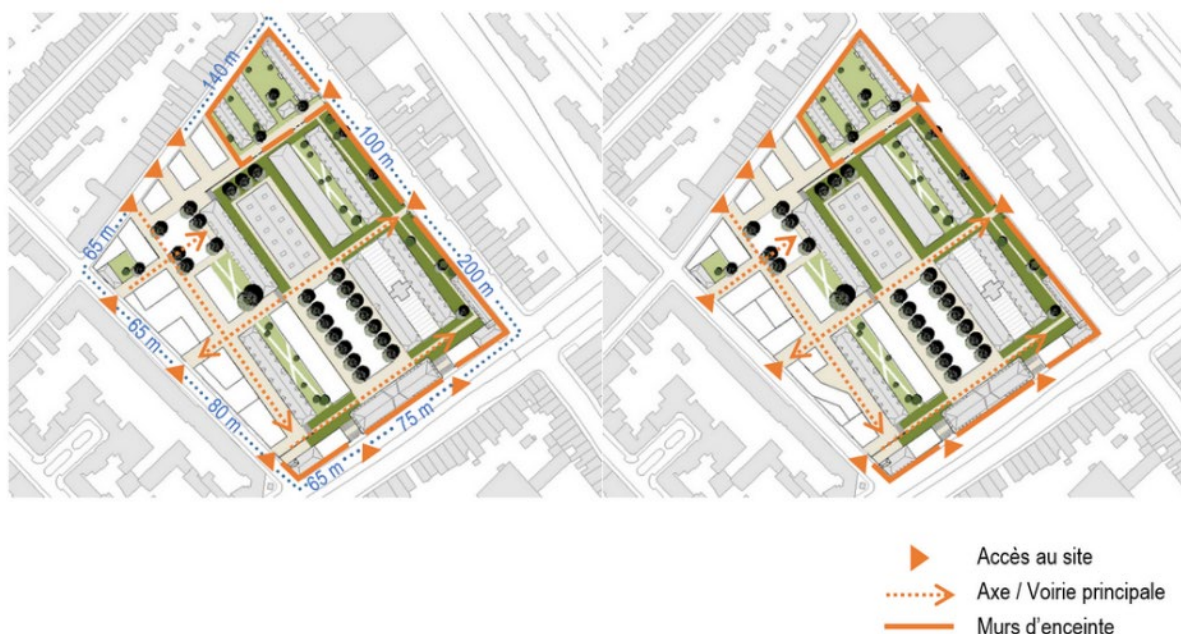 140 m
100 m
65 m
200 m
65 m
80 m
75 m
65 m
Accès au site
Axe / Voirie principale
Murs d'enceinte